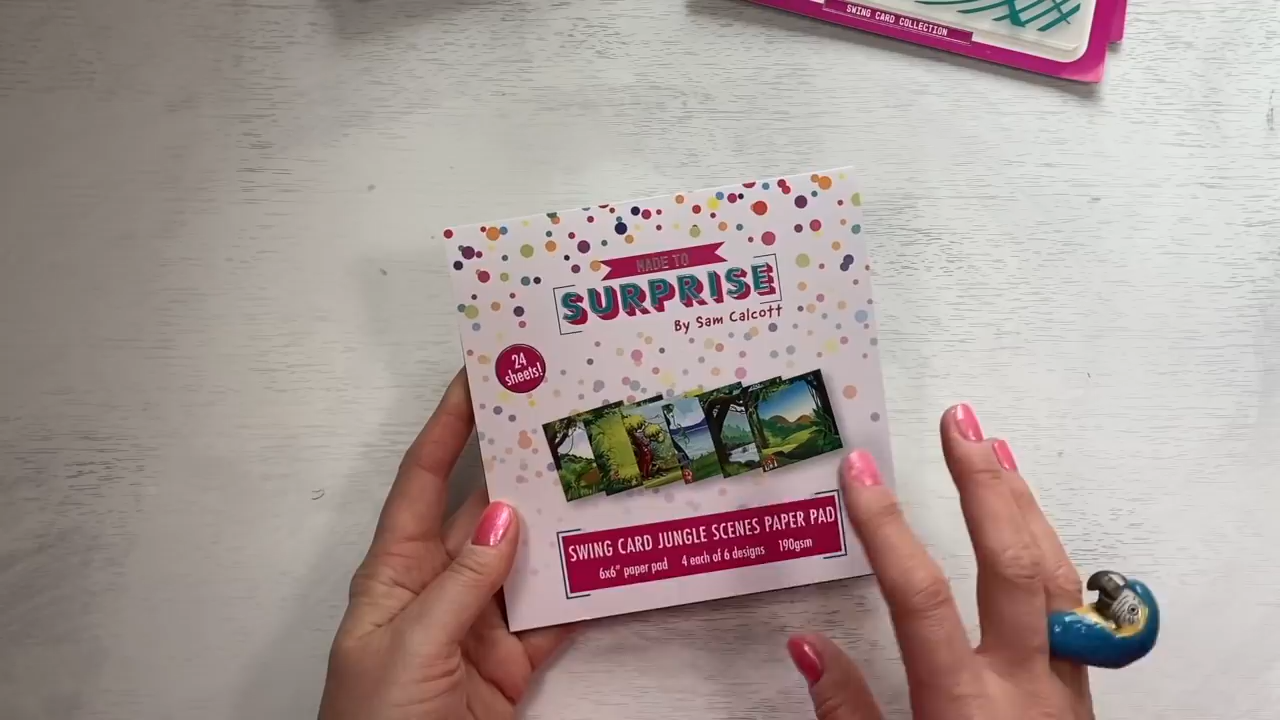 SWING CARD COLLECTION
MADE TO
SURPRISE
By Sam Calcott
24
sheets!
SWING CARD JUNGLE SCENES PAPER PAD
6x6" paper pad 4 each of 6 designs 190gsm